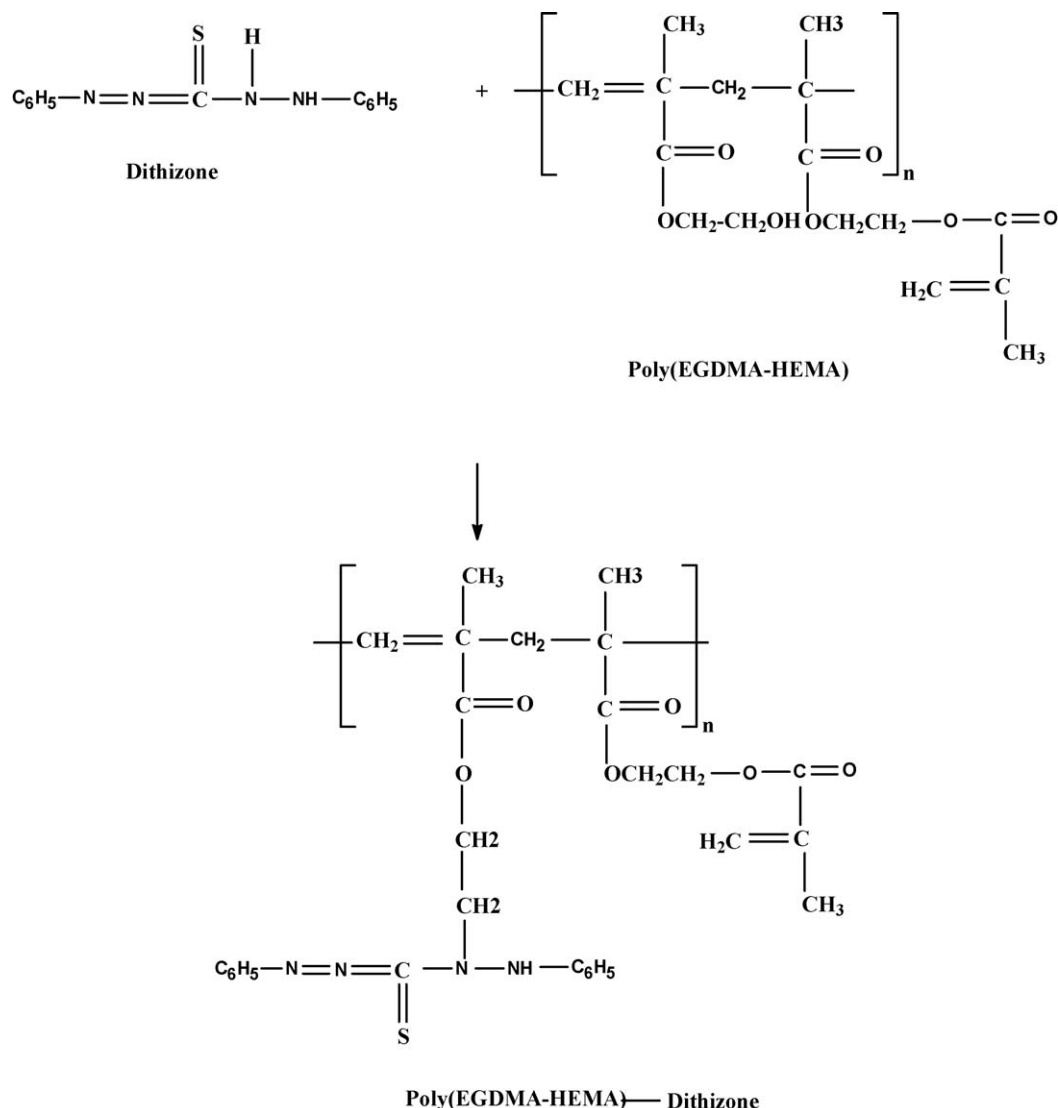 S H CH₃ CH3
C₆H₅—N=N=C—N—NH—C₆H₅ + —CH₂=C—CH₂—C—
Dithizone C=O C=O n
OCH₂-CH₂OH OCH₂CH₂—O—C=O
H₂C=C
CH₃
Poly(EGDMA-HEMA)
CH₃ CH3
—CH₂=C—CH₂—C—
C=O C=O n
O OCH₂CH₂—O—C=O
CH2 H₂C=C
CH2 CH₃
C₆H₅—N=N=C—N—NH—C₆H₅
S
Poly(EGDMA-HEMA)—Dithizone